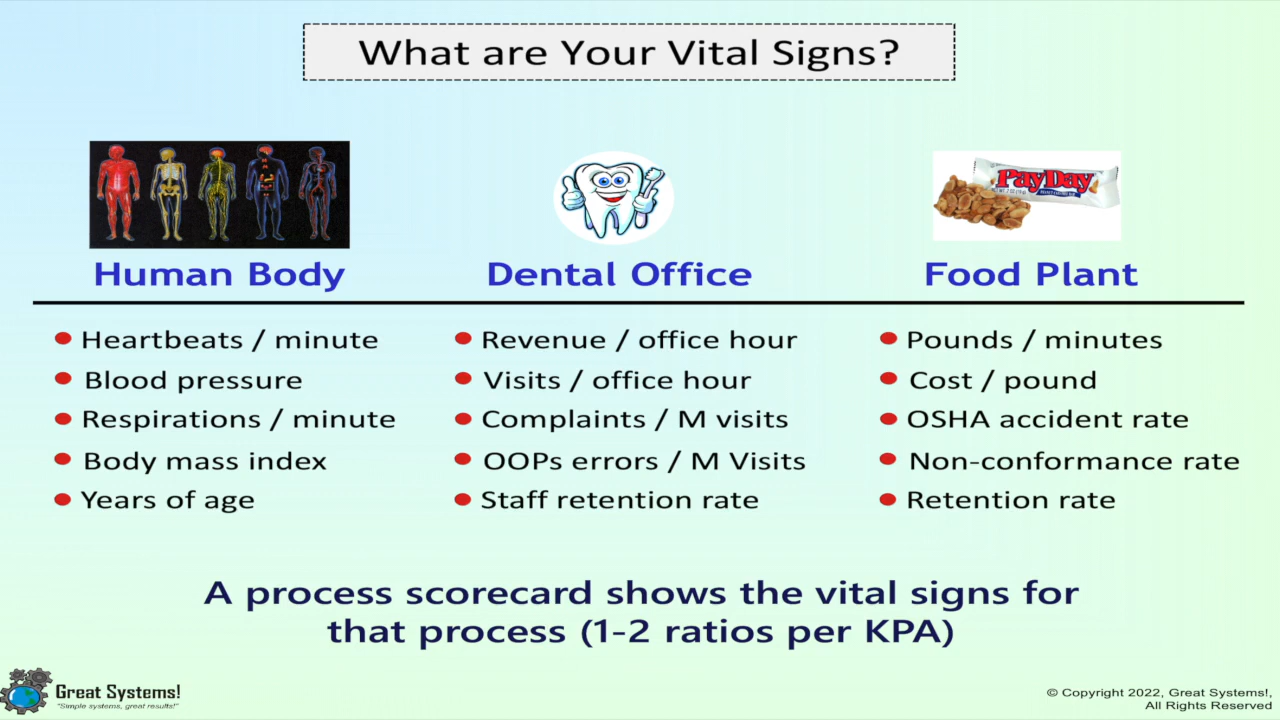 What are Your Vital Signs?
PayDay
Human Body
Dental Office
Food Plant
Heartbeats / minute
Blood pressure
Respirations / minute
Body mass index
Years of age
Revenue / office hour
Visits / office hour
Complaints / M visits
OOPs errors / M Visits
Staff retention rate
Pounds / minutes
Cost / pound
OSHA accident rate
Non-conformance rate
Retention rate
A process scorecard shows the vital signs for
that process (1-2 ratios per KPA)
Great Systems!
"Simple systems, great results!"
© Copyright 2022, Great Systems!,
All Rights Reserved